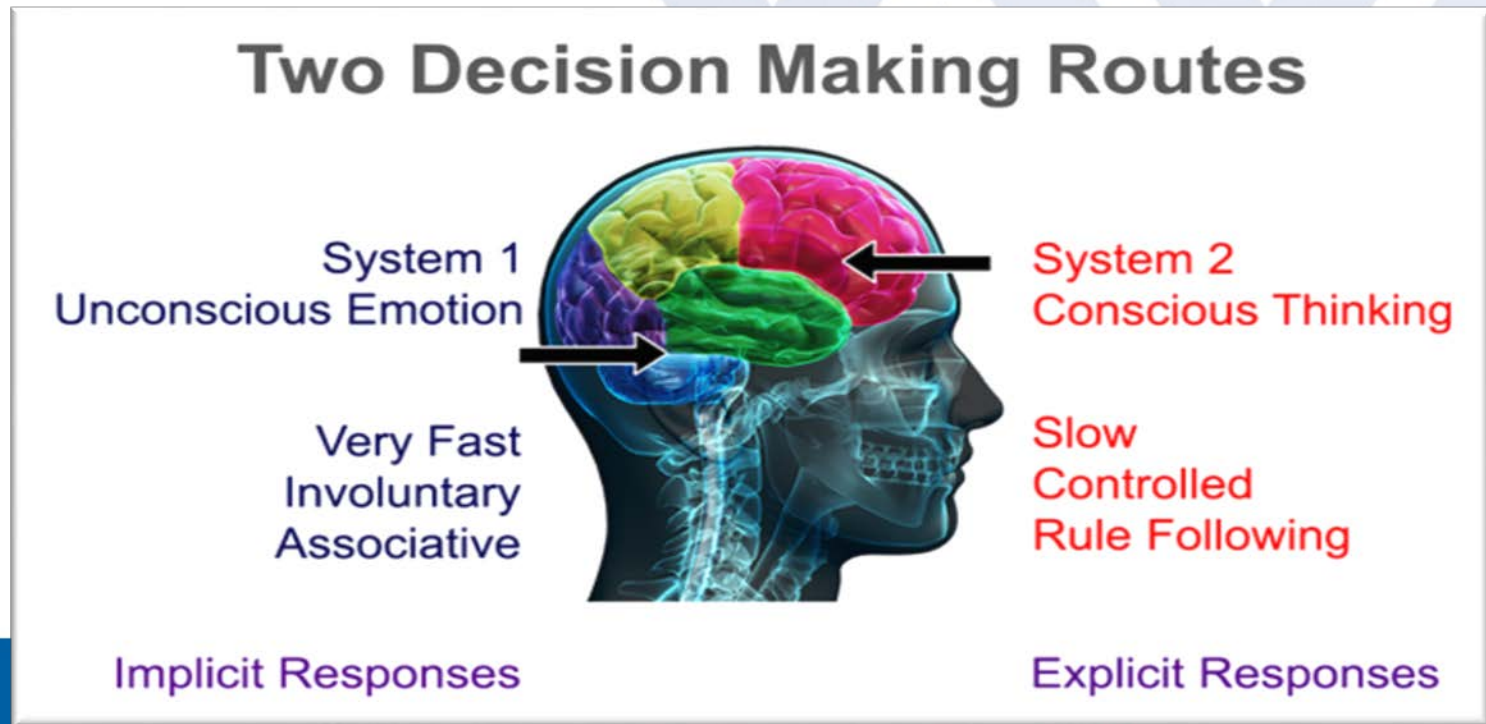 Two Decision Making Routes
System 1
Unconscious Emotion
Very Fast
Involuntary
Associative
Implicit Responses
System 2
Conscious Thinking
Slow
Controlled
Rule Following
Explicit Responses